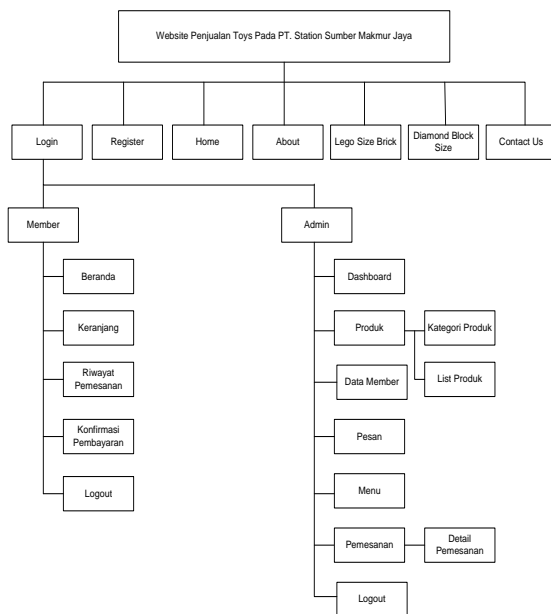 Website Penjualan Toys Pada PT. Station Sumber Makmur Jaya
Login
Register
Home
About
Lego Size Brick
Diamond Block
Size
Contact Us
Member
Admin
Beranda
Keranjang
Riwayat
Pemesanan
Konfirmasi
Pembayaran
Logout
Dashboard
Produk
Kategori Produk
List Produk
Data Member
Pesan
Menu
Pemesanan
Detail
Pemesanan
Logout